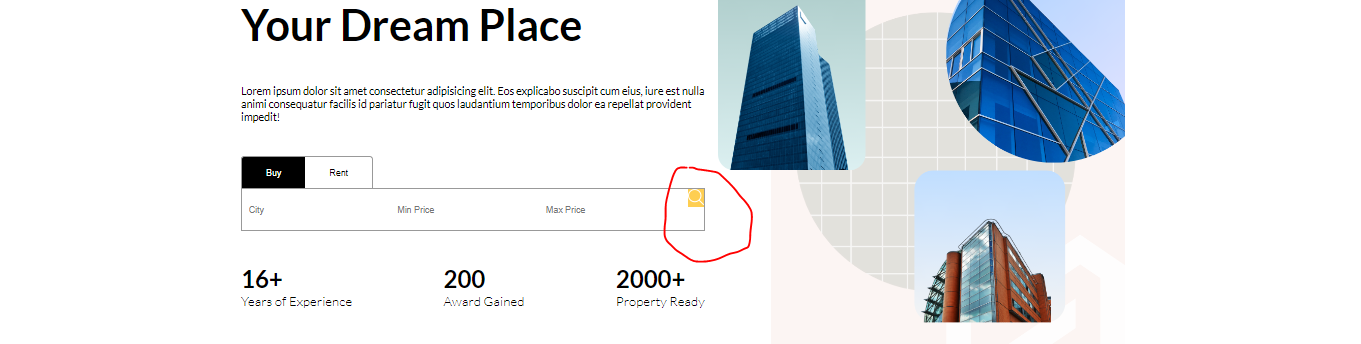 Your Dream Place
Lorem ipsum dolor sit amet consectetur adipisicing elit. Eos explicabo suscipit cum eius, iure est nulla
animi consequatur facilis id pariatur fugit quos laudantium temporibus dolor ea repellat provident
impedit!
Buy Rent
City Min Price Max Price
16+ 200 2000+
Years of Experience Award Gained Property Ready